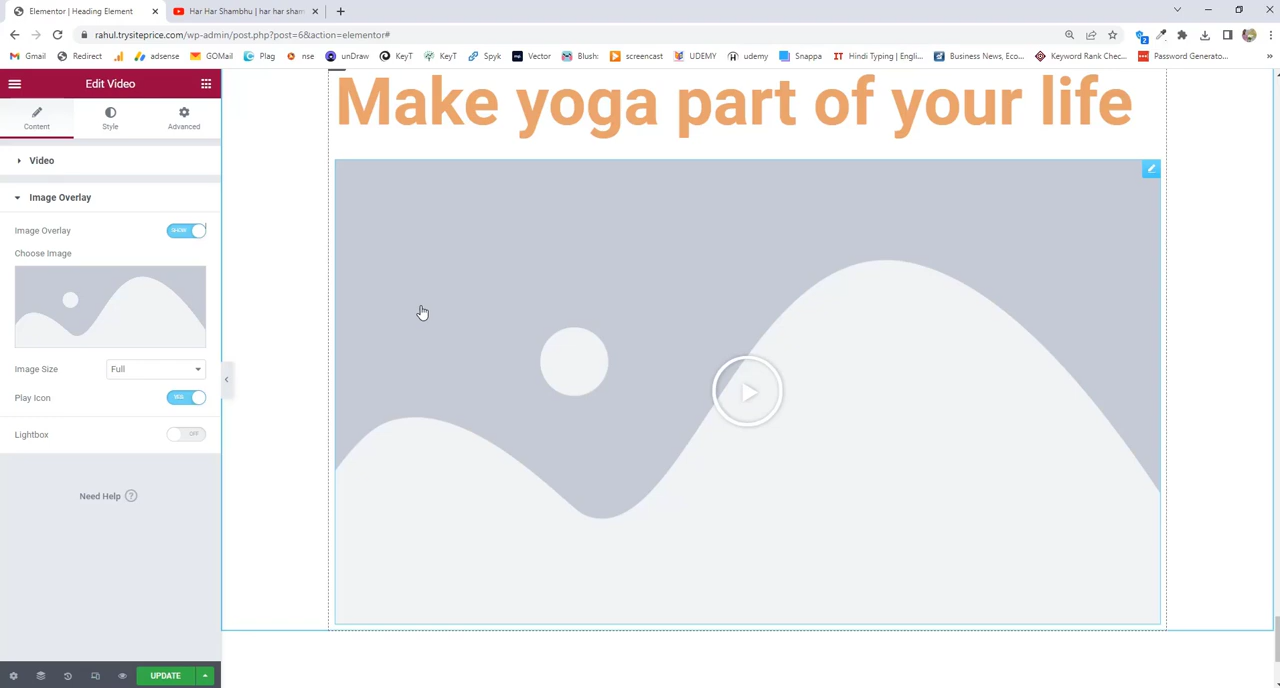 Elementor | Heading Element
Har Har Shambhu | har har sham
rahul.trysiteprice.com/wp-admin/post.php?post=6&action=elementor#
Gmail
Redirect
adsense
GOMail
Plag
nse
unDraw
KeyT
KeyT
Spyk
Vector
Blush:
screencast
UDEMY
udemy
Snappa
Hindi Typing | Engli...
Business News, Eco...
Keyword Rank Chec...
Password Generato...
Edit Video
Content
Style
Advanced
Video
Image Overlay
Image Overlay
SHOW
Choose Image
Image Size
Full
Play Icon
YES
Lightbox
OFF
Need Help
UPDATE
Make yoga part of your life